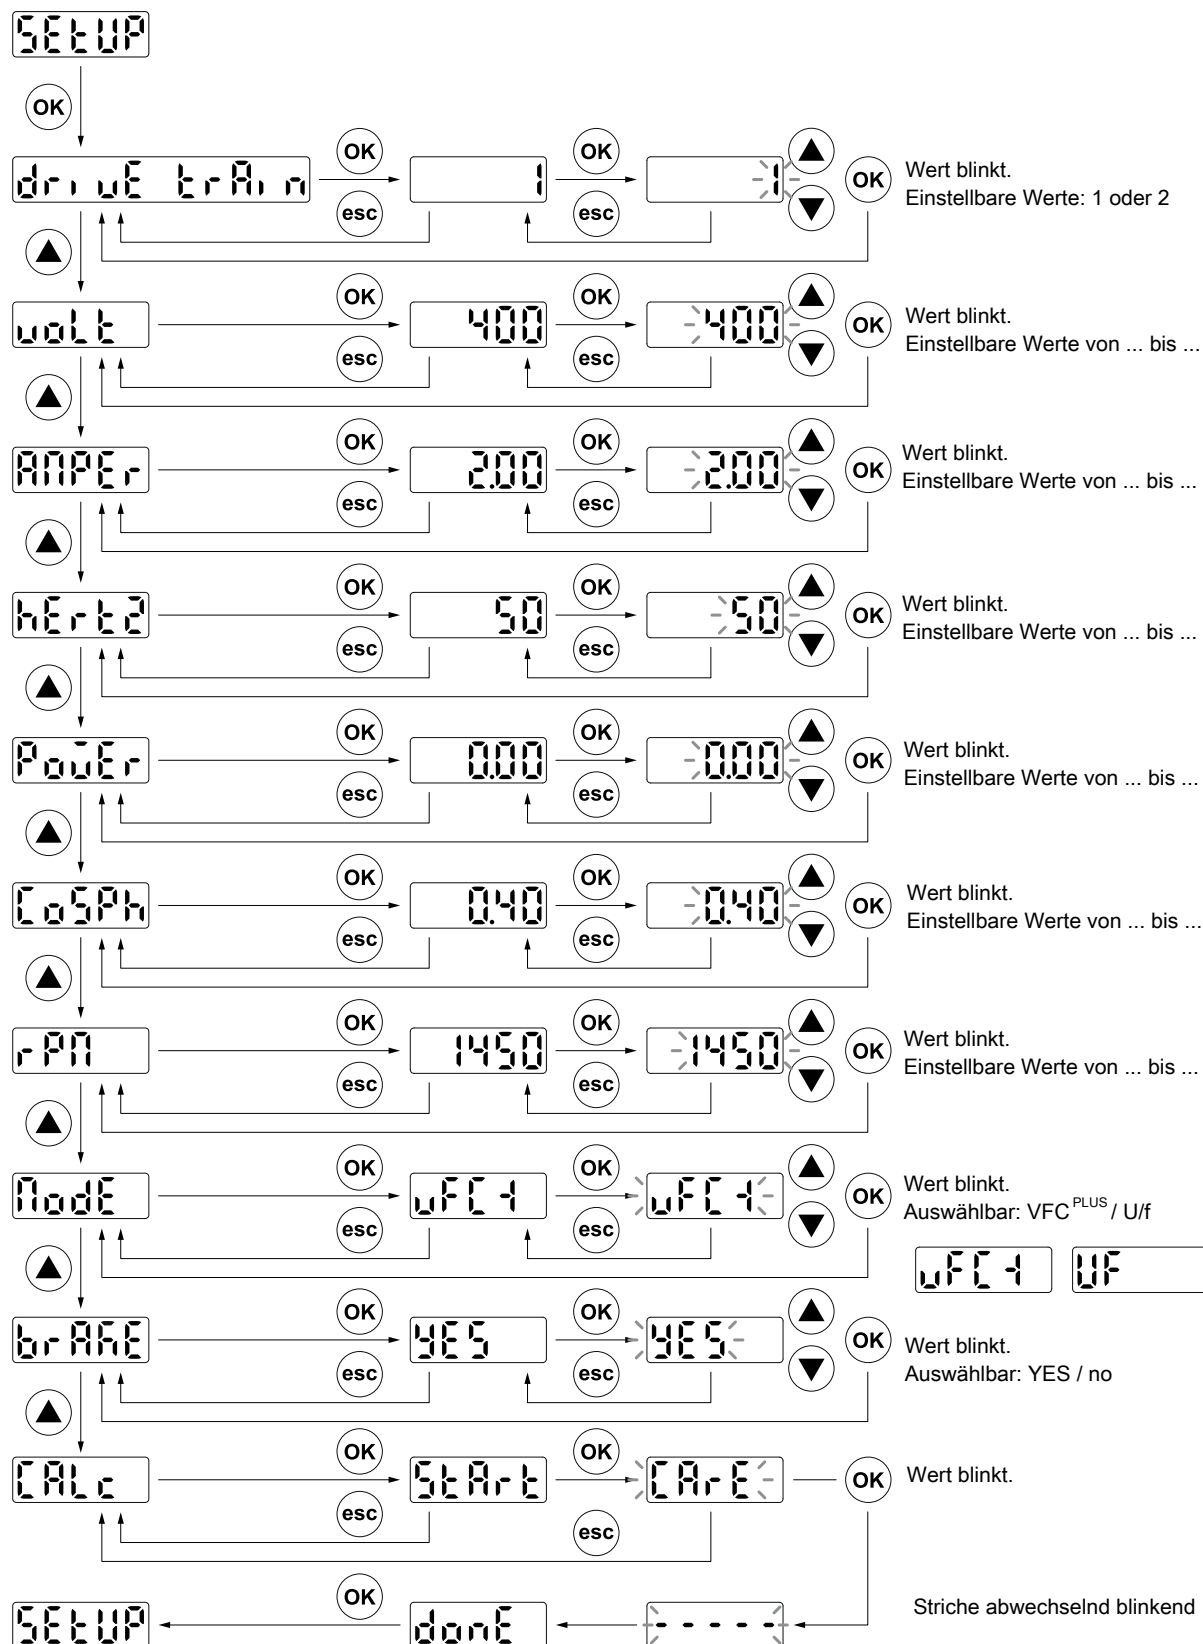 SEtUP
OK
OK
OK
drivE trAin
1
1
OK
Wert blinkt.
Einstellbare Werte: 1 oder 2
esc
esc
OK
OK
voLt
400
400
OK
Wert blinkt.
Einstellbare Werte von ... bis ...
esc
esc
OK
OK
AMPEr
2.00
2.00
OK
Wert blinkt.
Einstellbare Werte von ... bis ...
esc
esc
OK
OK
hErtZ
50
50
OK
Wert blinkt.
Einstellbare Werte von ... bis ...
esc
esc
OK
OK
PowEr
0.00
0.00
OK
Wert blinkt.
Einstellbare Werte von ... bis ...
esc
esc
OK
OK
CoSPh
0.40
0.40
OK
Wert blinkt.
Einstellbare Werte von ... bis ...
esc
esc
OK
OK
rPM
1450
1450
OK
Wert blinkt.
Einstellbare Werte von ... bis ...
esc
esc
OK
OK
ModE
vFC+
vFC+
OK
Wert blinkt.
Auswählbar: VFC PLUS / U/f
esc
esc
vFC+
UF
OK
OK
brAKE
YES
YES
OK
Wert blinkt.
Auswählbar: YES / no
esc
esc
OK
OK
CALc
StArt
CArE
OK
Wert blinkt.
esc
esc
OK
SEtUP
donE
- - - - -
Striche abwechselnd blinkend